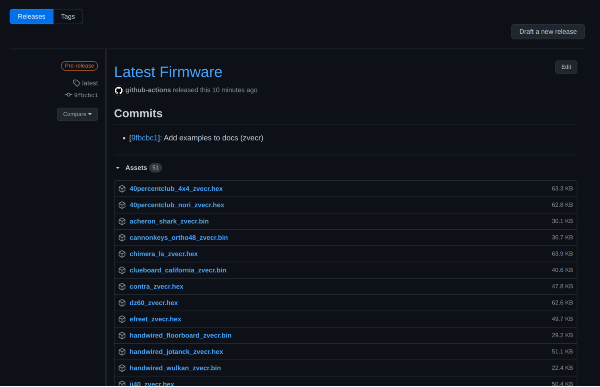 Releases Tags
Draft a new release
Pre-release
latest
9fbcbc1
Compare
Latest Firmware
Edit
github-actions released this 10 minutes ago
Commits
[9fbcbc1]: Add examples to docs (zvecr)
Assets 51
40percentclub_4x4_zvecr.hex 63.3 KB
40percentclub_nori_zvecr.hex 62.8 KB
acheron_shark_zvecr.bin 30.1 KB
cannonkeys_ortho48_zvecr.bin 36.7 KB
chimera_ls_zvecr.hex 63.9 KB
clueboard_california_zvecr.bin 40.6 KB
contra_zvecr.hex 47.8 KB
dz60_zvecr.hex 62.6 KB
efreet_zvecr.hex 49.7 KB
handwired_floorboard_zvecr.bin 29.2 KB
handwired_jotanck_zvecr.hex 51.1 KB
handwired_wulkan_zvecr.bin 22.4 KB
jj40_zvecr.hex 50.4 KB